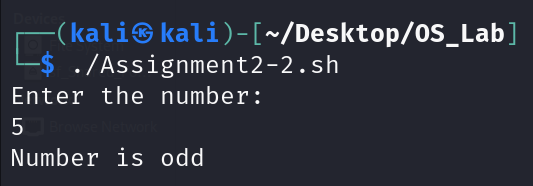 ┌──(kali㉿kali)-[~/Desktop/OS_Lab]
└─$ ./Assignment2-2.sh
Enter the number:
5
Number is odd